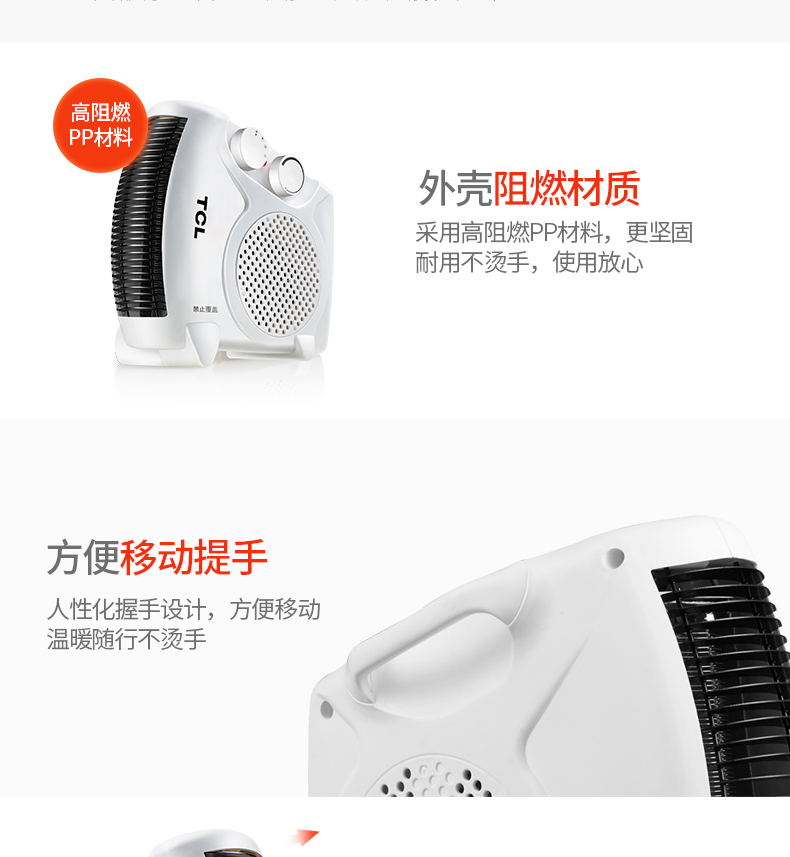 高阻燃
PP材料
TCL
禁止覆盖
外壳阻燃材质
采用高阻燃PP材料，更坚固
耐用不烫手，使用放心
方便移动提手
人性化握手设计，方便移动
温暖随行不烫手